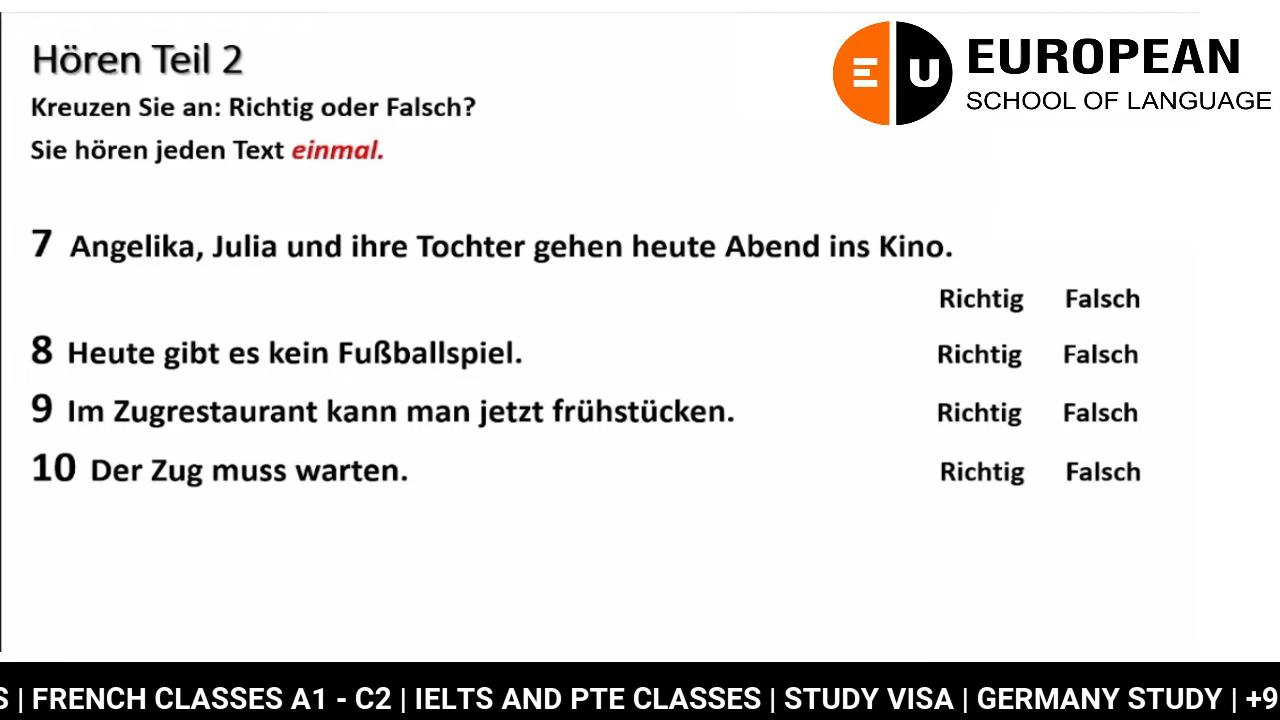 Hören Teil 2
Kreuzen Sie an: Richtig oder Falsch?
Sie hören jeden Text einmal.
EU EUROPEAN
SCHOOL OF LANGUAGE
7 Angelika, Julia und ihre Tochter gehen heute Abend ins Kino.
Richtig Falsch
8 Heute gibt es kein Fußballspiel. Richtig Falsch
9 Im Zugrestaurant kann man jetzt frühstücken. Richtig Falsch
10 Der Zug muss warten. Richtig Falsch
S | FRENCH CLASSES A1 - C2 | IELTS AND PTE CLASSES | STUDY VISA | GERMANY STUDY | +9